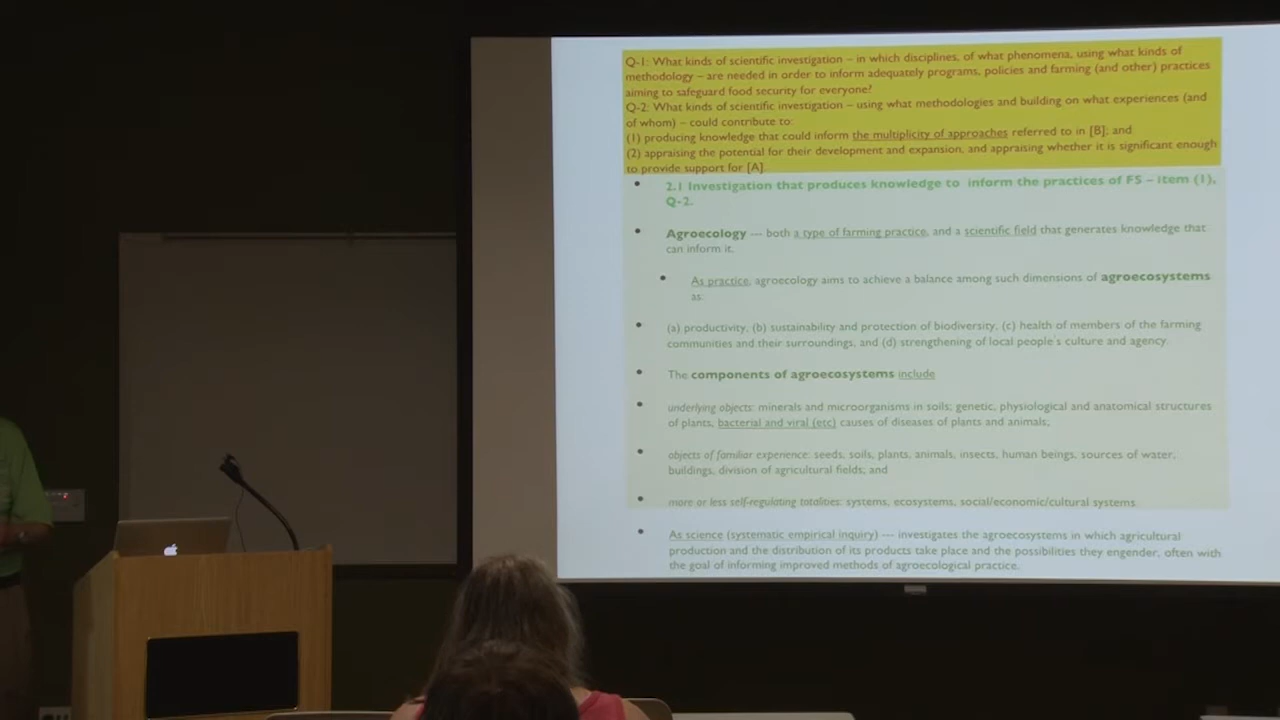 Q-1: What kinds of scientific investigation – in which disciplines, of what phenomena, using what kinds of
methodology – are needed in order to inform adequately programs, policies and farming (and other) practices
aiming to safeguard food security for everyone?
Q-2: What kinds of scientific investigation – using what methodologies and building on what experiences (and
of whom) – could contribute to:
(1) producing knowledge that could inform the multiplicity of approaches referred to in [B]; and
(2) appraising the potential for their development and expansion, and appraising whether it is significant enough
to provide support for [A]
• 2.1 Investigation that produces knowledge to inform the practices of FS – item (1),
Q-2.
• Agroecology --- both a type of farming practice, and a scientific field that generates knowledge that
can inform it.
• As practice, agroecology aims to achieve a balance among such dimensions of agroecosystems
as:
• (a) productivity, (b) sustainability and protection of biodiversity, (c) health of members of the farming
communities and their surroundings, and (d) strengthening of local people's culture and agency
• The components of agroecosystems include
• underlying objects: minerals and microorganisms in soils; genetic, physiological and anatomical structures
of plants, bacterial and viral (etc) causes of diseases of plants and animals;
• objects of familiar experience: seeds, soils, plants, animals, insects, human beings, sources of water,
buildings, division of agricultural fields; and
• more or less self-regulating totalities: systems, ecosystems, social/economic/cultural systems
• As science (systematic empirical inquiry) --- investigates the agroecosystems in which agricultural
production and the distribution of its products take place and the possibilities they engender, often with
the goal of informing improved methods of agroecological practice.